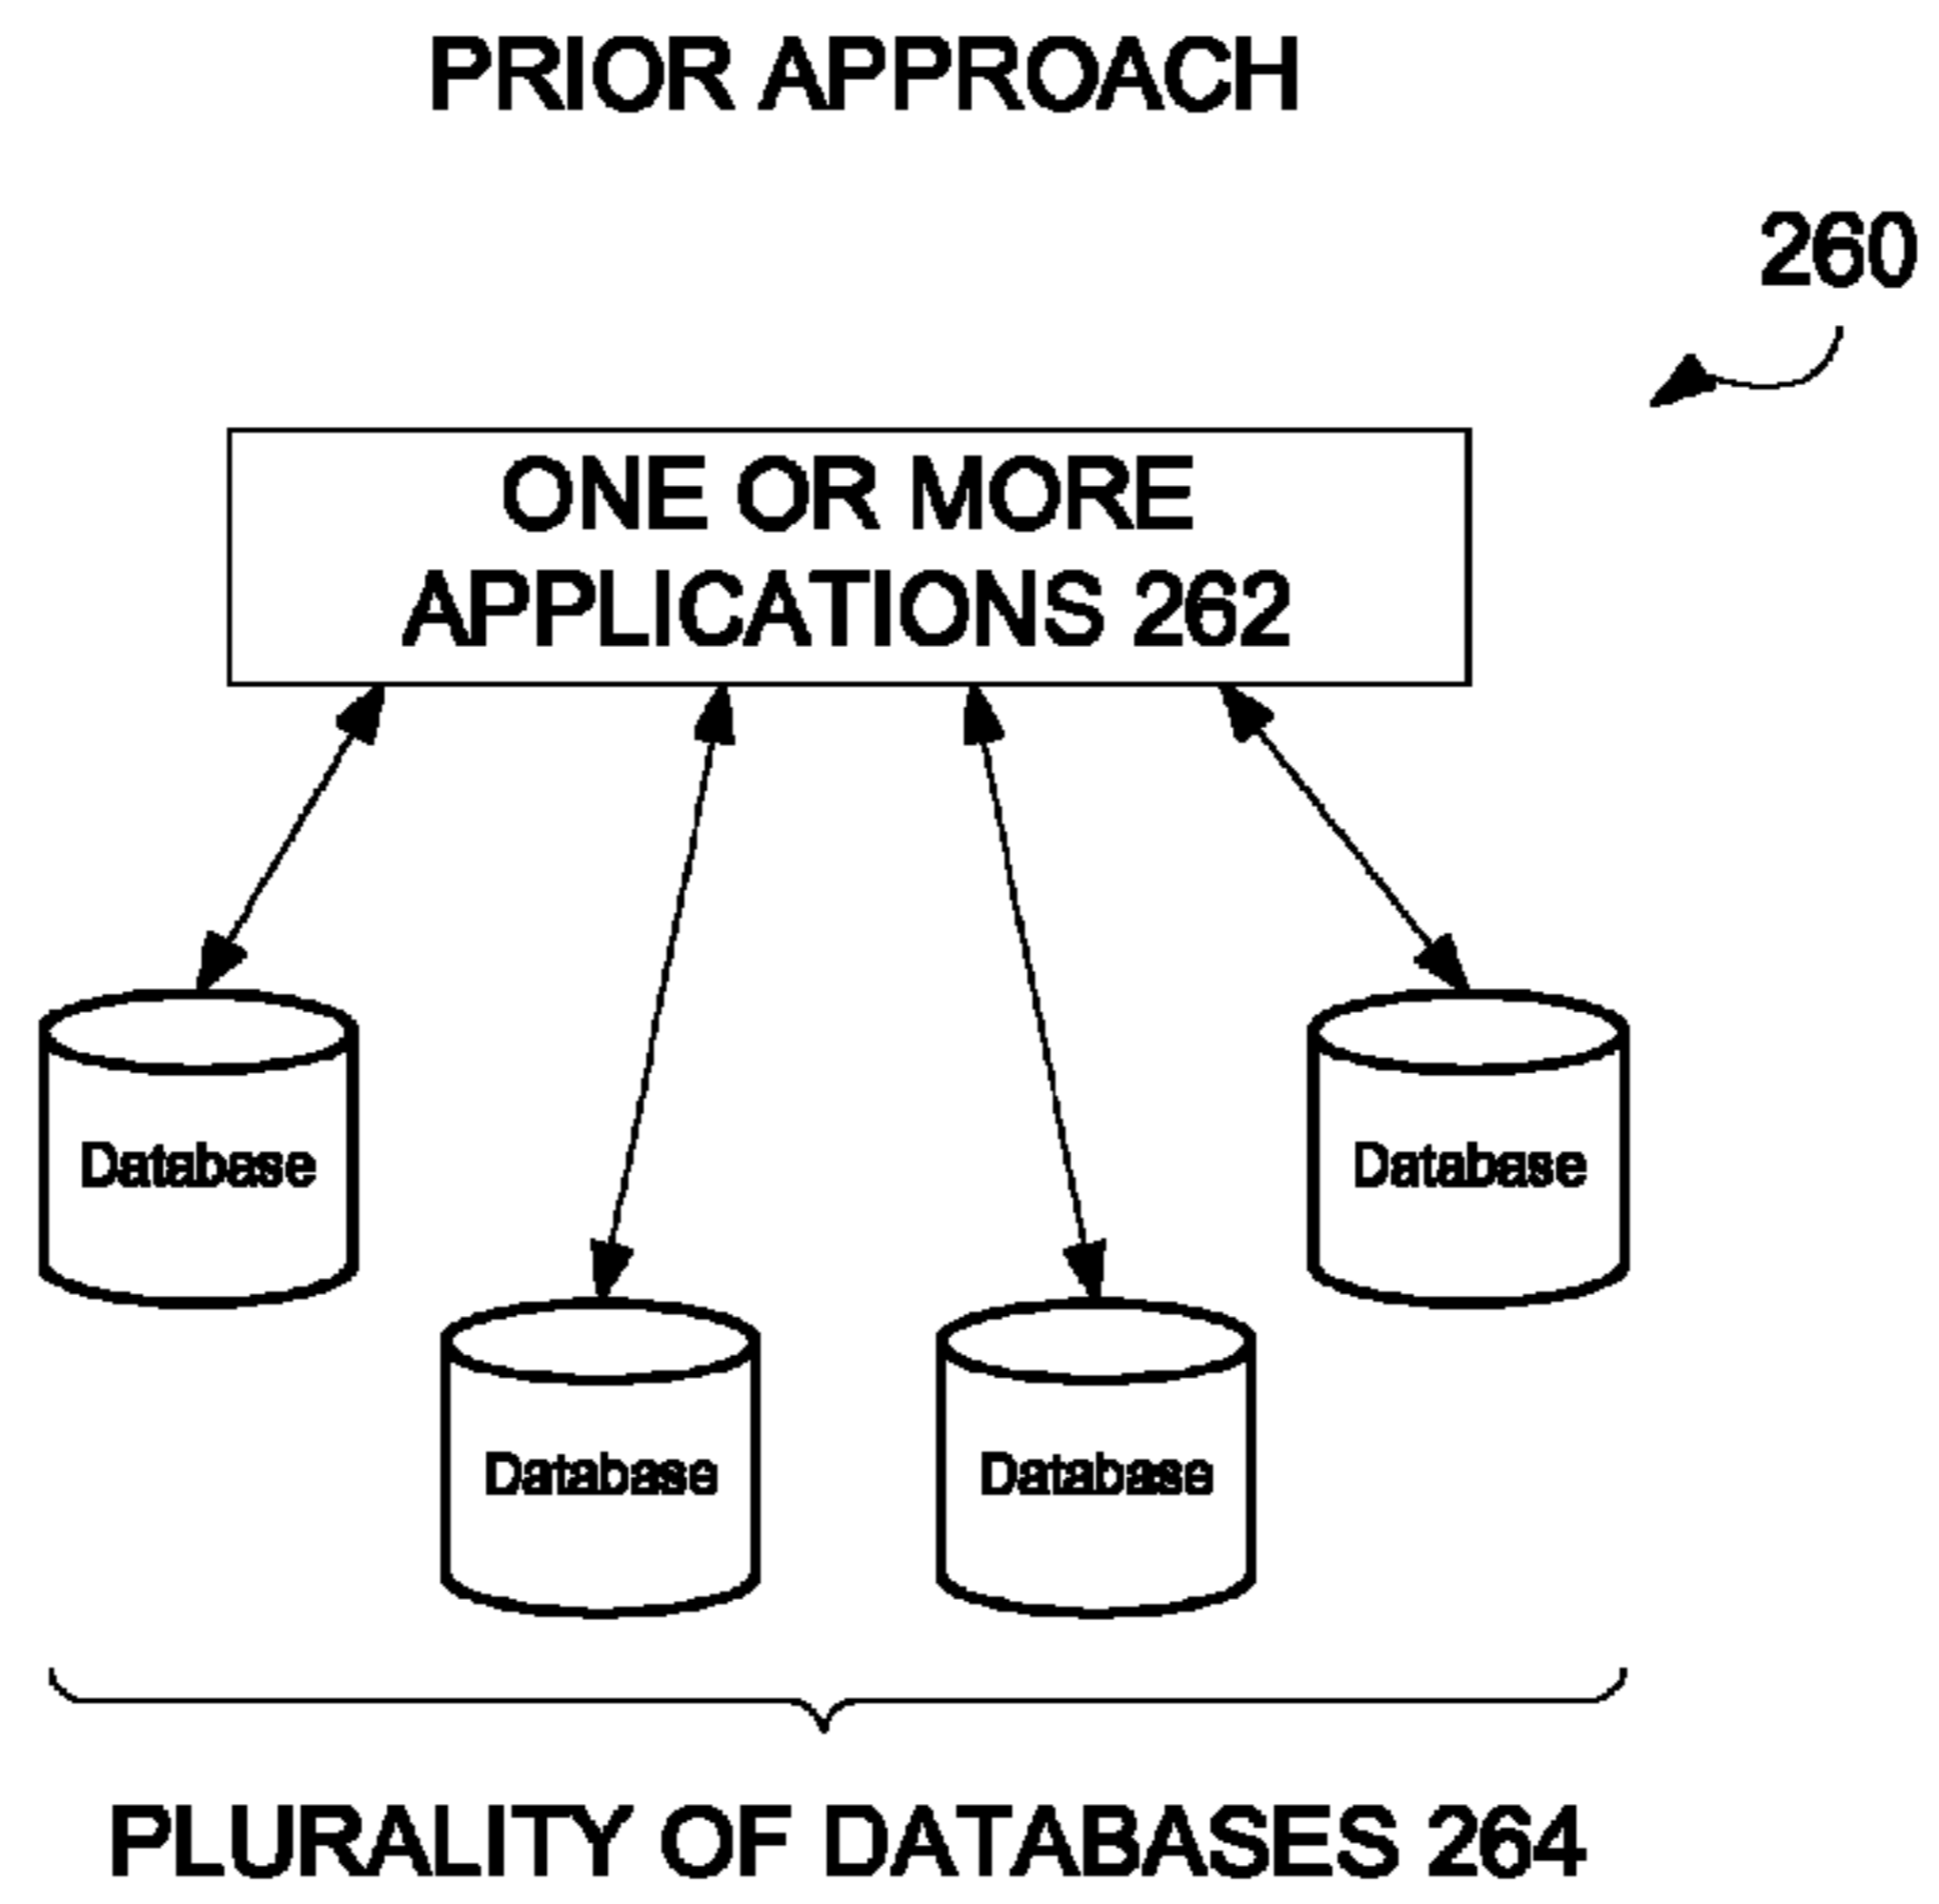 PRIOR APPROACH
260
ONE OR MORE
APPLICATIONS 262
Database
Database
Database
Database
PLURALITY OF DATABASES 264